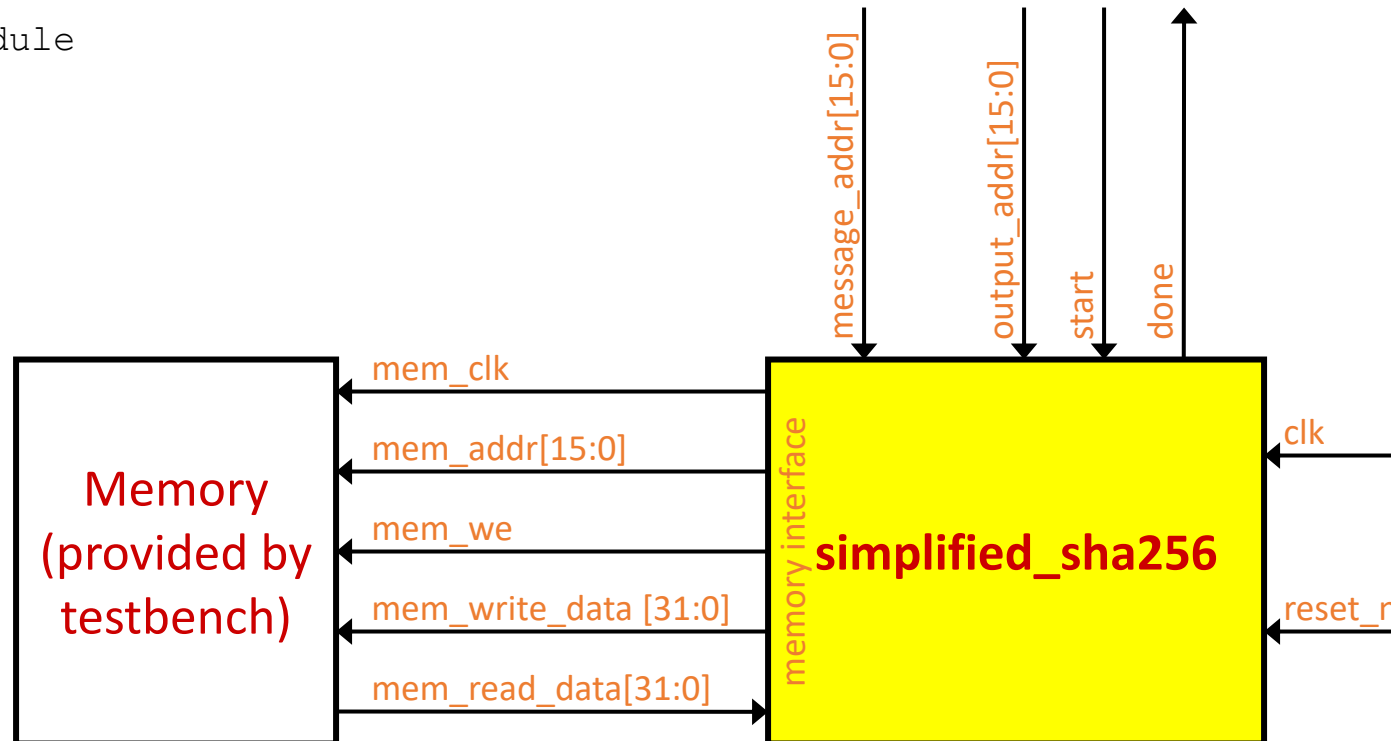 dule
message_addr[15:0]
output_addr[15:0]
start
done
mem_clk
mem_addr[15:0]
mem_we
mem_write_data [31:0]
mem_read_data[31:0]
Memory
(provided by
testbench)
memory interface
simplified_sha256
clk
reset_n